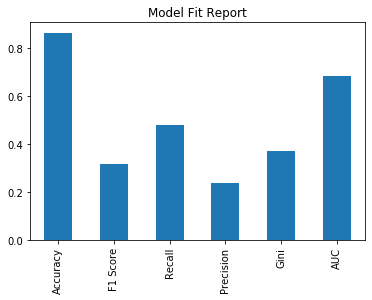 Model Fit Report
0.8
0.6
0.4
0.2
0.0
Accuracy
F1 Score
Recall
Precision
Gini
AUC